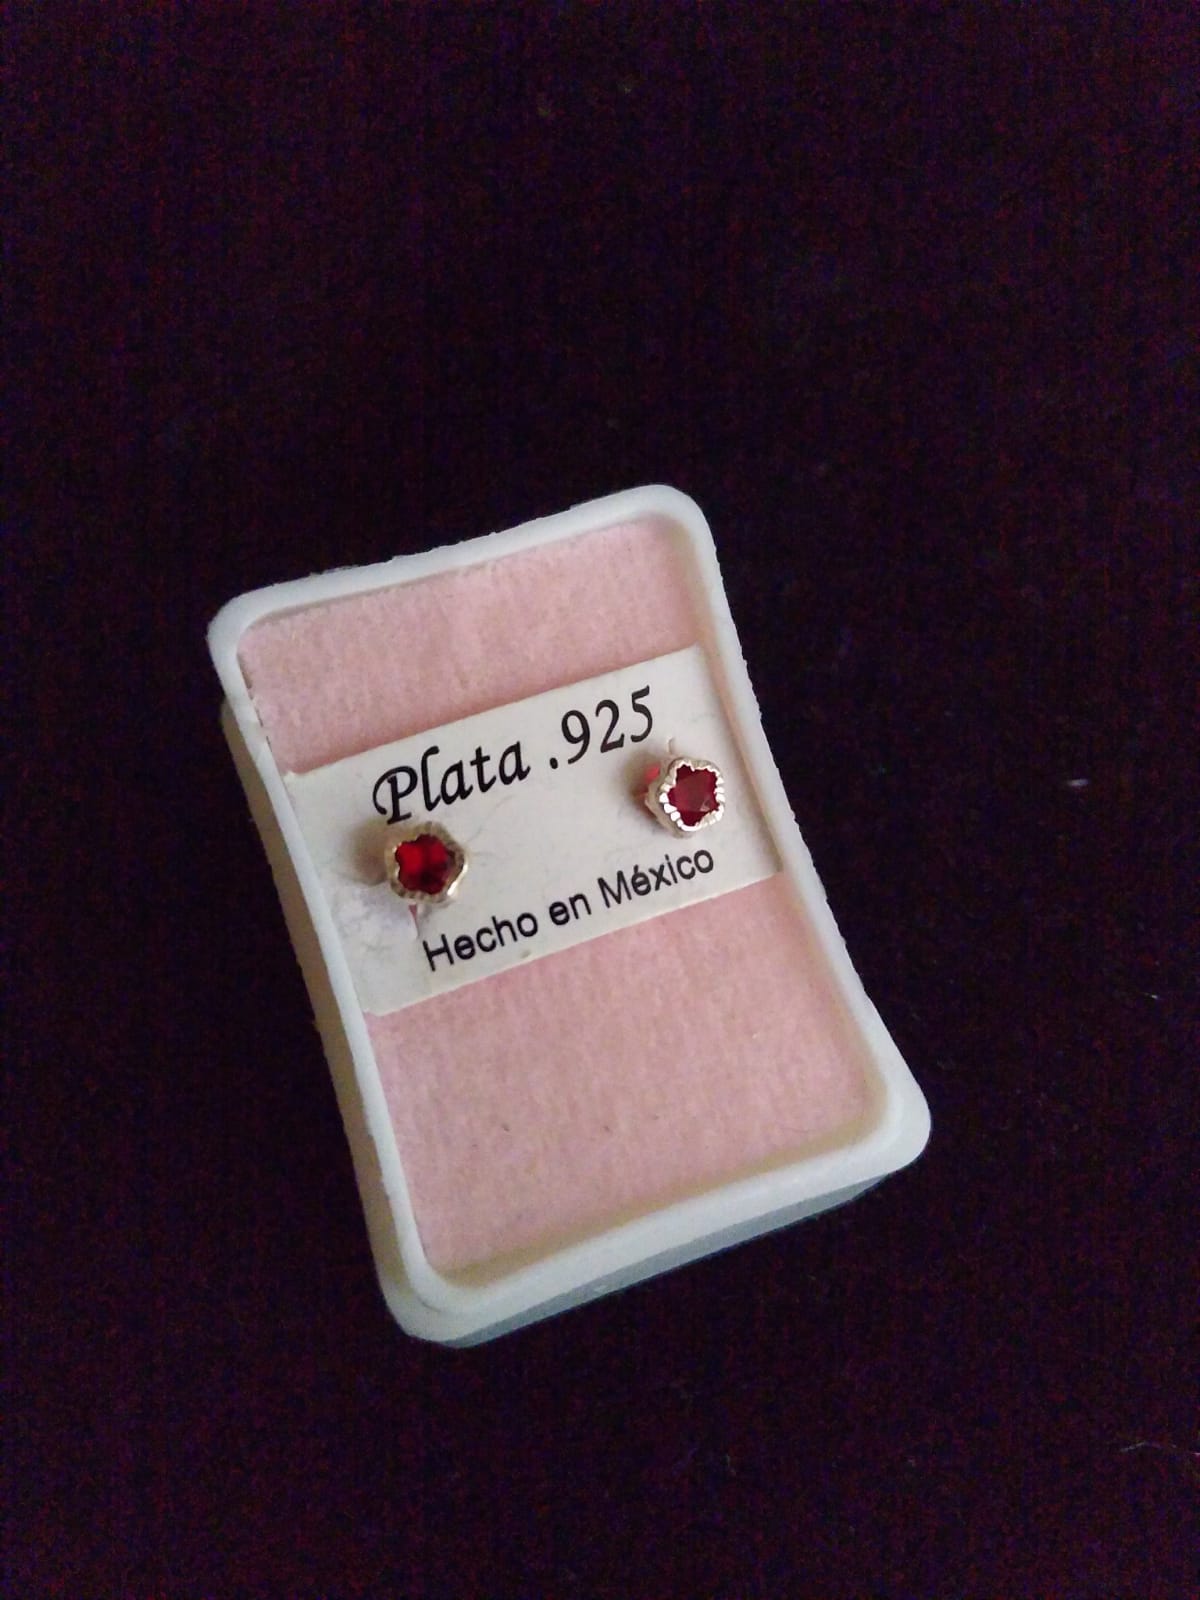 Plata .925
Hecho en México